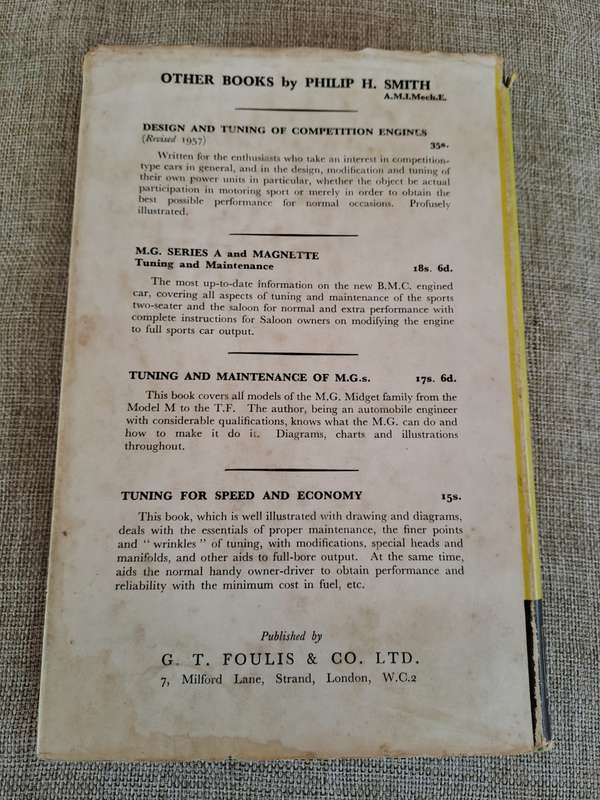 OTHER BOOKS by PHILIP H. SMITH
A.M.I.Mech.E.
DESIGN AND TUNING OF COMPETITION ENGINES
(Revised 1957)
35s.
Written for the enthusiasts who take an interest in competition-
type cars in general, and in the design, modification and tuning of
their own power units in particular, whether the object be actual
participation in motoring sport or merely in order to obtain the
best possible performance for normal occasions. Profusely
illustrated.
M.G. SERIES A and MAGNETTE
Tuning and Maintenance 18s. 6d.
The most up-to-date information on the new B.M.C. engined
car, covering all aspects of tuning and maintenance of the sports
two-seater and the saloon for normal and extra performance with
complete instructions for Saloon owners on modifying the engine
to full sports car output.
TUNING AND MAINTENANCE OF M.G.s. 17s. 6d.
This book covers all models of the M.G. Midget family from the
Model M to the T.F. The author, being an automobile engineer
with considerable qualifications, knows what the M.G. can do and
how to make it do it. Diagrams, charts and illustrations
throughout.
TUNING FOR SPEED AND ECONOMY 15s.
This book, which is well illustrated with drawing and diagrams,
deals with the essentials of proper maintenance, the finer points
and “ wrinkles ” of tuning, with modifications, special heads and
manifolds, and other aids to full-bore output. At the same time,
aids the normal handy owner-driver to obtain performance and
reliability with the minimum cost in fuel, etc.
Published by
G. T. FOULIS & CO. LTD.
7, Milford Lane, Strand, London, W.C.2